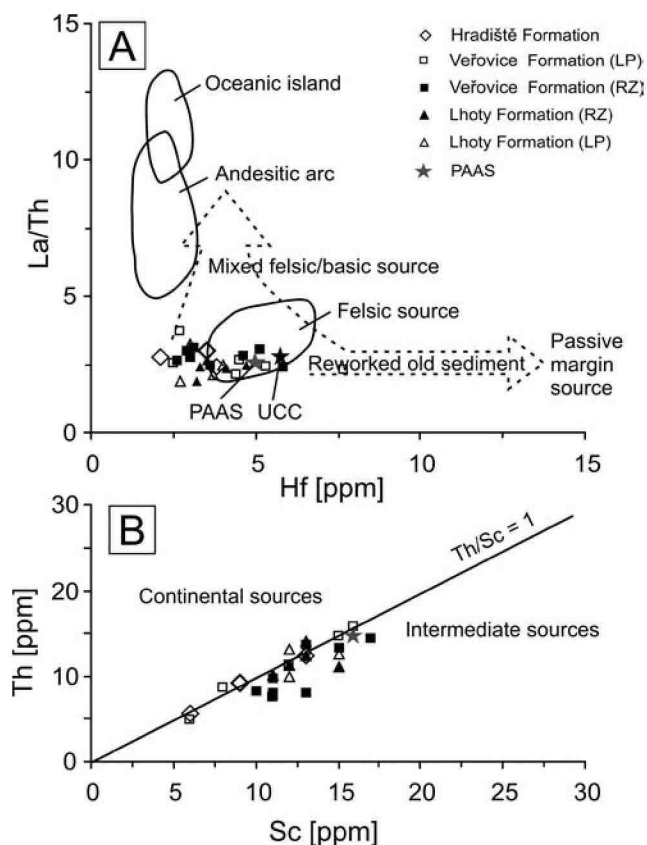 A
Oceanic island
Andesitic arc
Mixed felsic/basic source
Felsic source
Reworked old sediment
Passive
margin
source
PAAS
UCC
Hradiště Formation
Veřovice Formation (LP)
Veřovice Formation (RZ)
Lhoty Formation (RZ)
Lhoty Formation (LP)
PAAS
La/Th
15
10
5
0
0
5
10
15
Hf [ppm]
B
Th/Sc = 1
Continental sources
Intermediate sources
Th [ppm]
30
20
10
0
0
5
10
15
20
25
30
Sc [ppm]